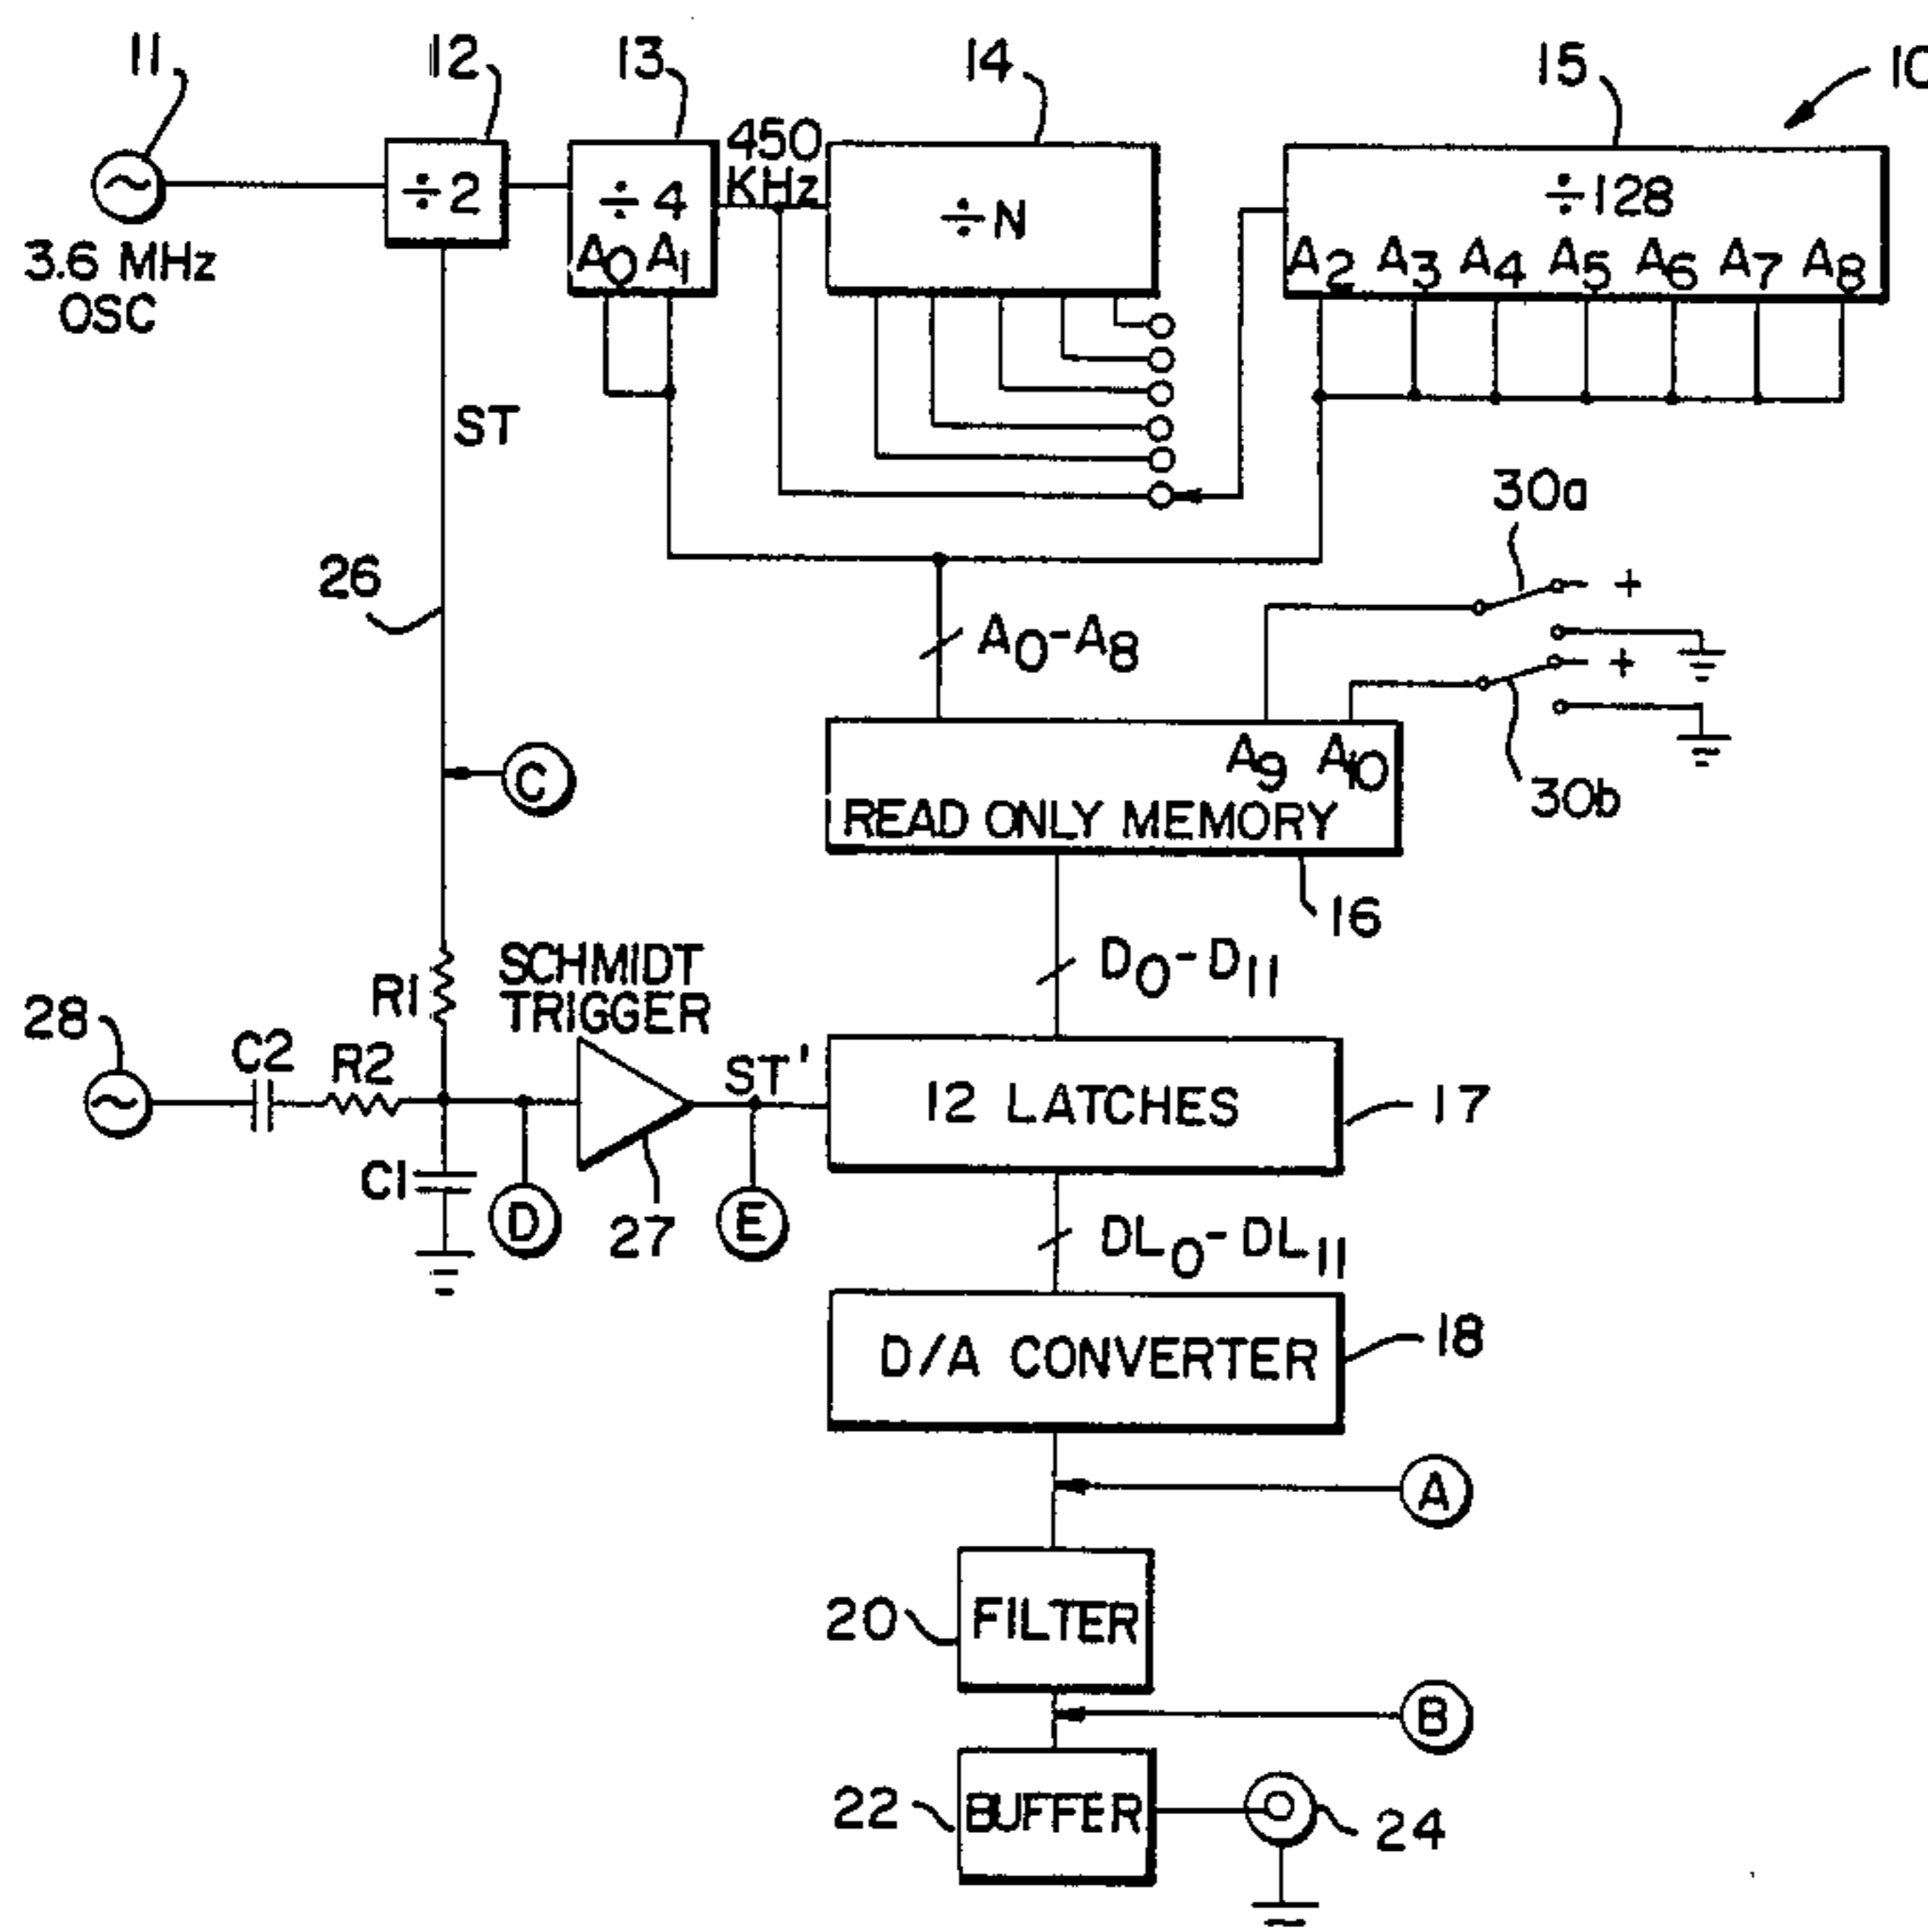 11
12
13
14
15
10
3.6 MHz
OSC
÷2
÷4
A0 A1
450
KHz
÷N
÷128
A2 A3 A4 A5 A6 A7 A8
ST
26
30a
+
+
30b
A0-A8
C
A9 A10
READ ONLY MEMORY
16
D0-D11
R1
SCHMIDT
TRIGGER
28
C2
R2
ST'
12 LATCHES
17
C1
D
27
E
DL0-DL11
D/A CONVERTER
18
A
20
FILTER
B
22
BUFFER
24